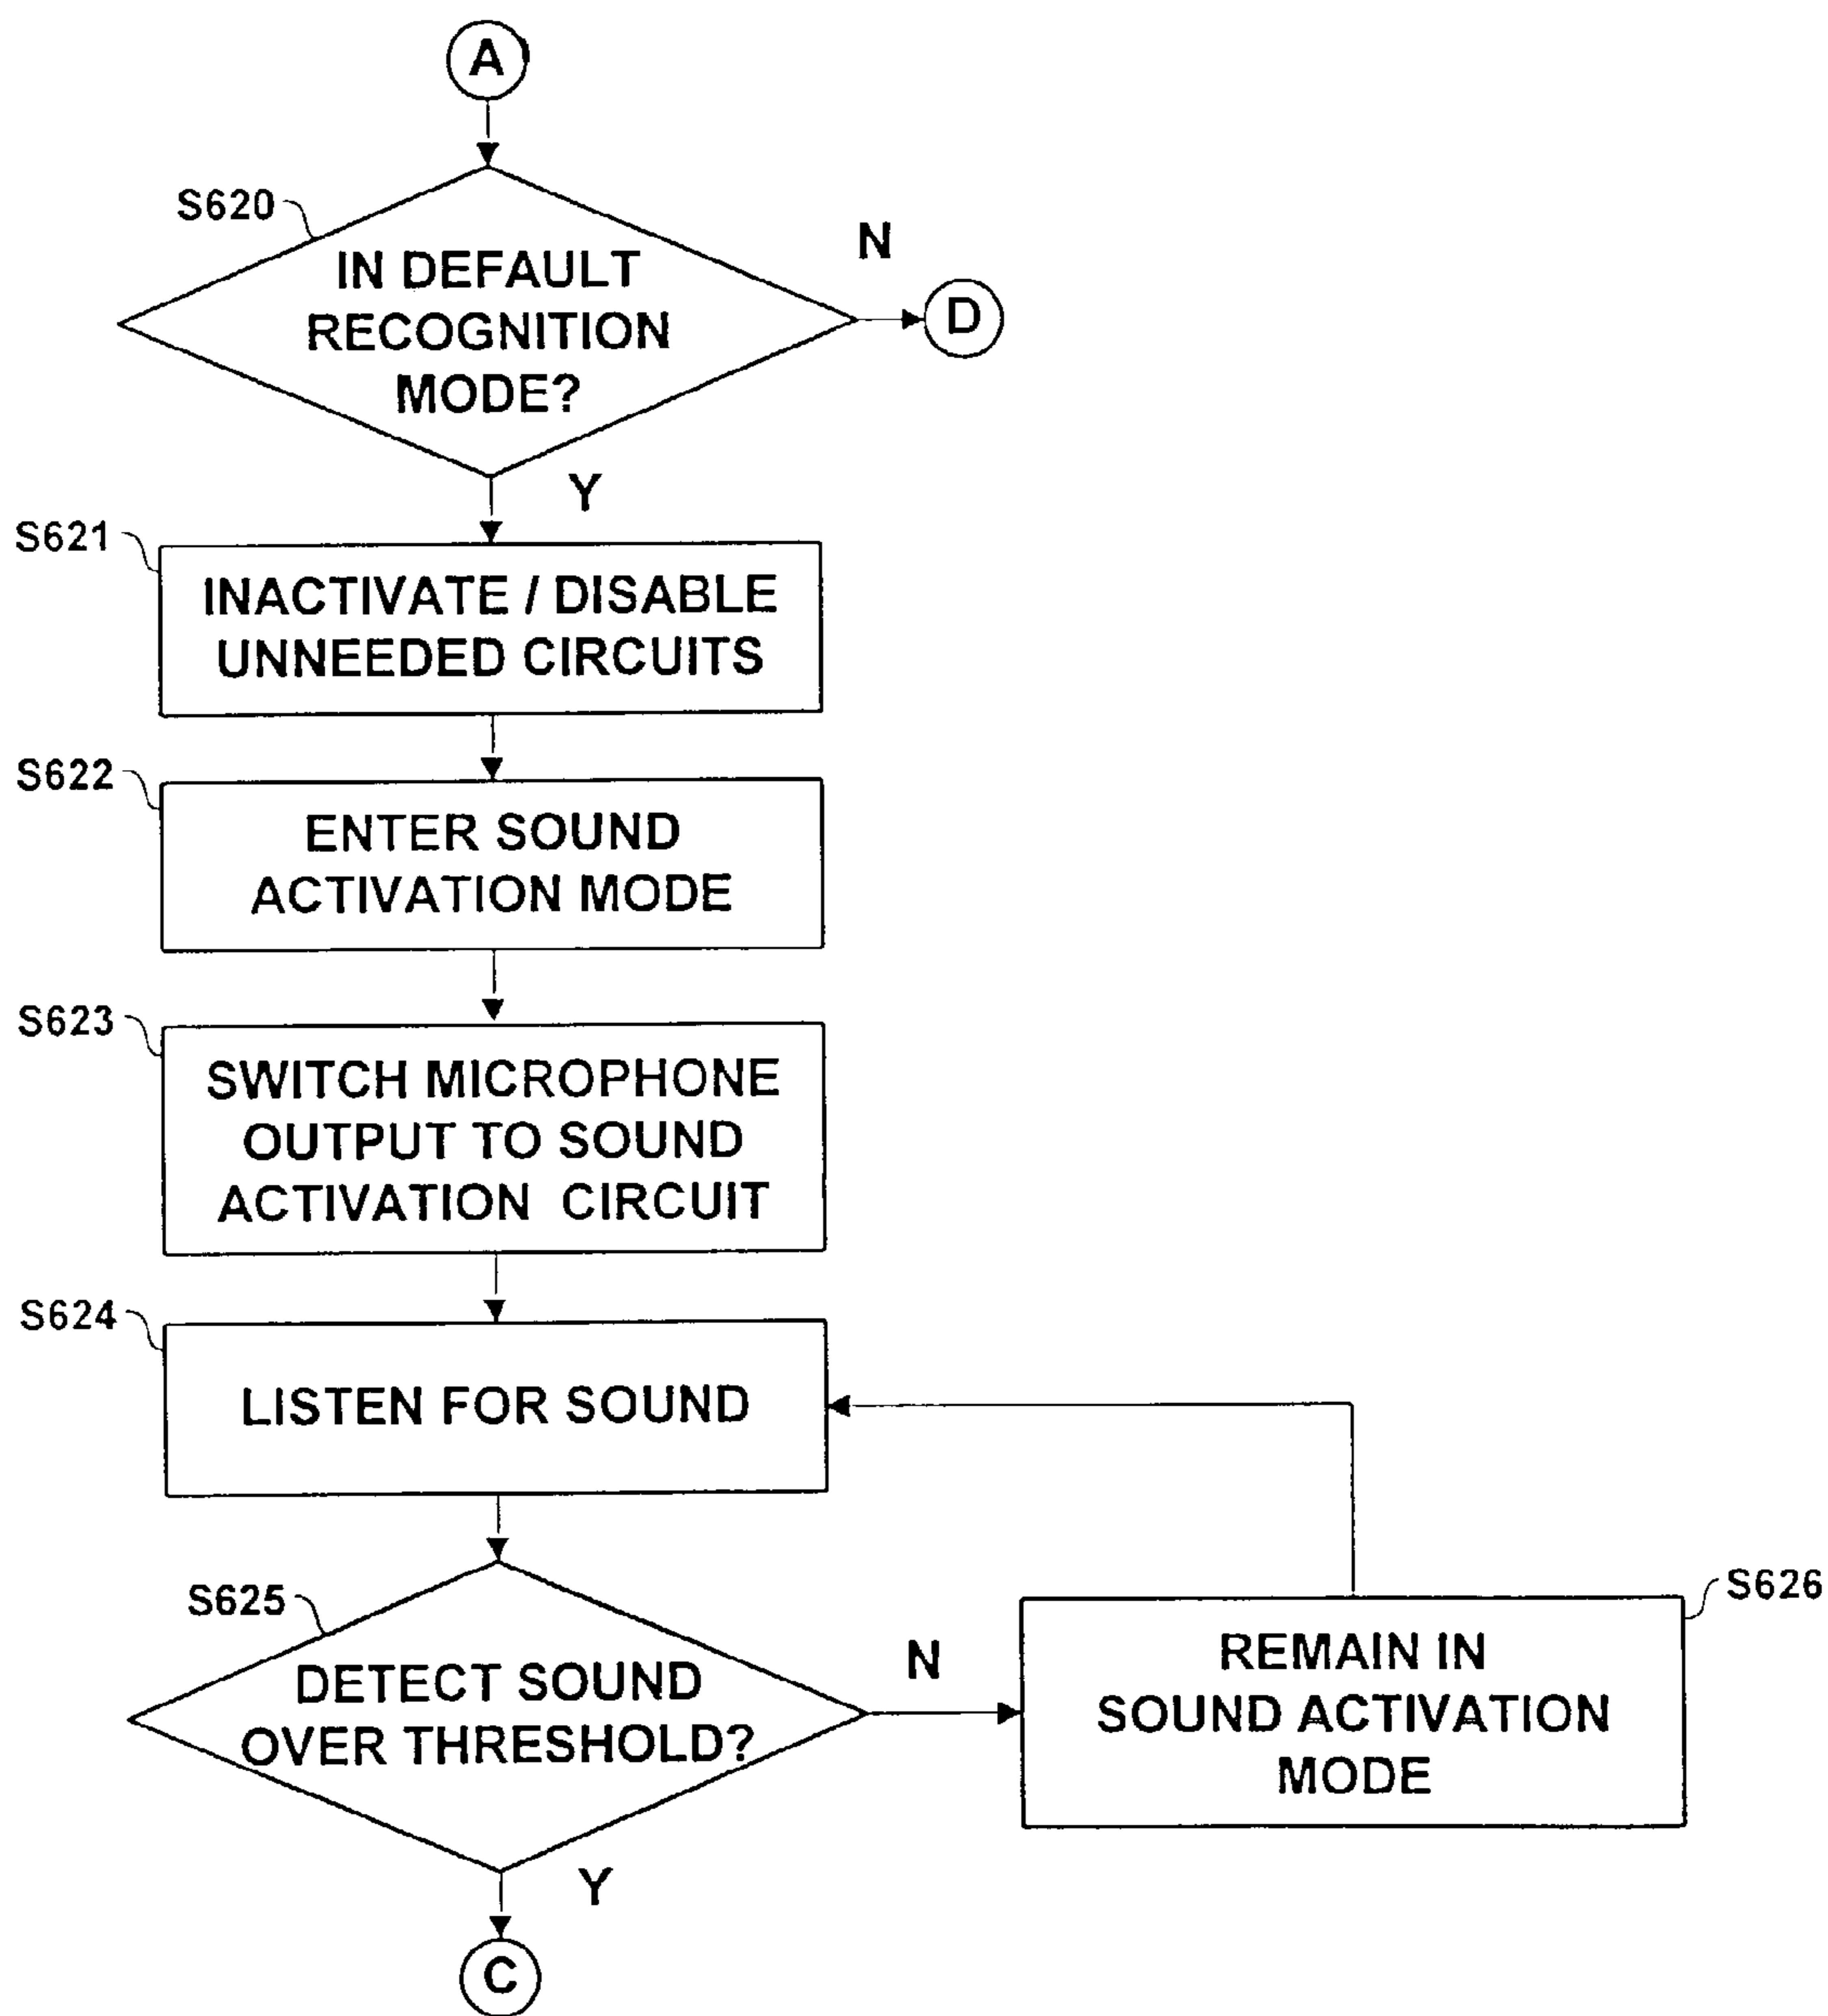 A
S620
IN DEFAULT
RECOGNITION
MODE?
N
D
Y
S621
INACTIVATE / DISABLE
UNNEEDED CIRCUITS
S622
ENTER SOUND
ACTIVATION MODE
S623
SWITCH MICROPHONE
OUTPUT TO SOUND
ACTIVATION CIRCUIT
S624
LISTEN FOR SOUND
S625
DETECT SOUND
OVER THRESHOLD?
N
S626
REMAIN IN
SOUND ACTIVATION
MODE
Y
C